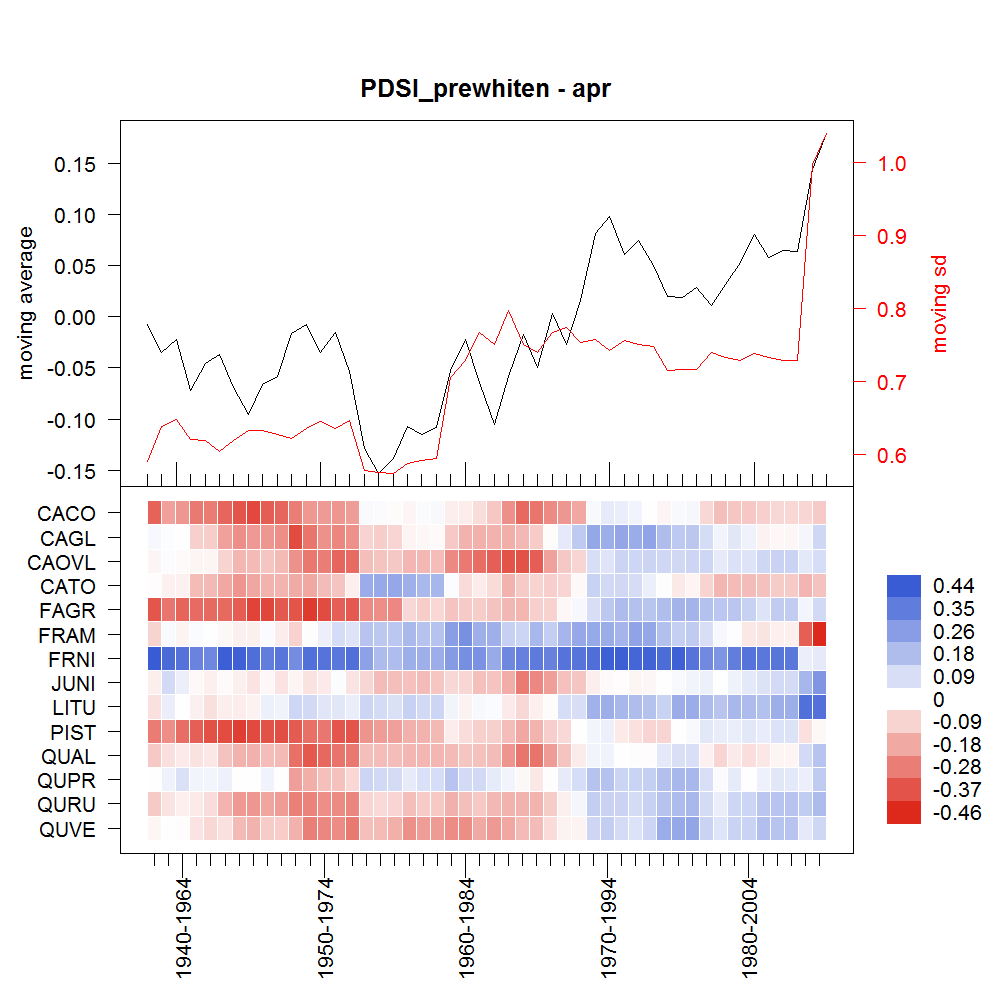 PDSI_prewhiten - apr
moving average
0.15
0.10
0.05
0.00
-0.05
-0.10
-0.15
1.0
0.9
0.8
0.7
0.6
moving sd
CACO
CAGL
CAOVL
CATO
FAGR
FRAM
FRNI
JUNI
LITU
PIST
QUAL
QUPR
QURU
QUVE
0.44
0.35
0.26
0.18
0.09
0
-0.09
-0.18
-0.28
-0.37
-0.46
1940-1964
1950-1974
1960-1984
1970-1994
1980-2004